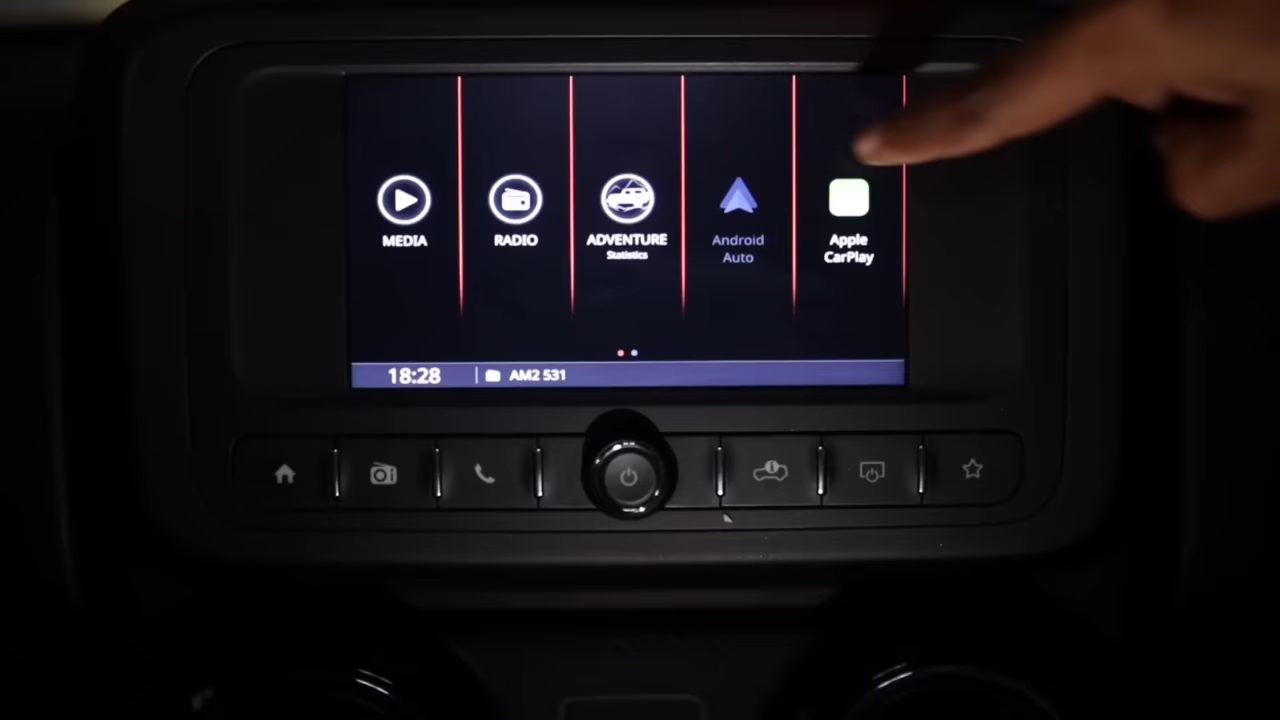 MEDIA
RADIO
ADVENTURE
Statistics
Android
Auto
Apple
CarPlay
18:28
AM2 531